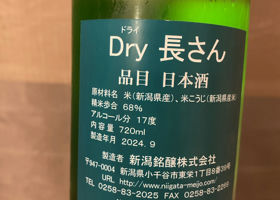 ドライ
Dry 長さん
品目 日本酒
原材料名 米(新潟県産)、米こうじ(新潟県産米)
精米歩合 68%
アルコール分 17度
内容量 720ml
製造年月 2024.9
製造者 新潟銘醸株式会社
〒947-0004 新潟県小千谷市東栄1丁目8番39号
URL http://www.niigata-meijo.com/
TEL 0258-83-2025 FAX 0258-83-2269